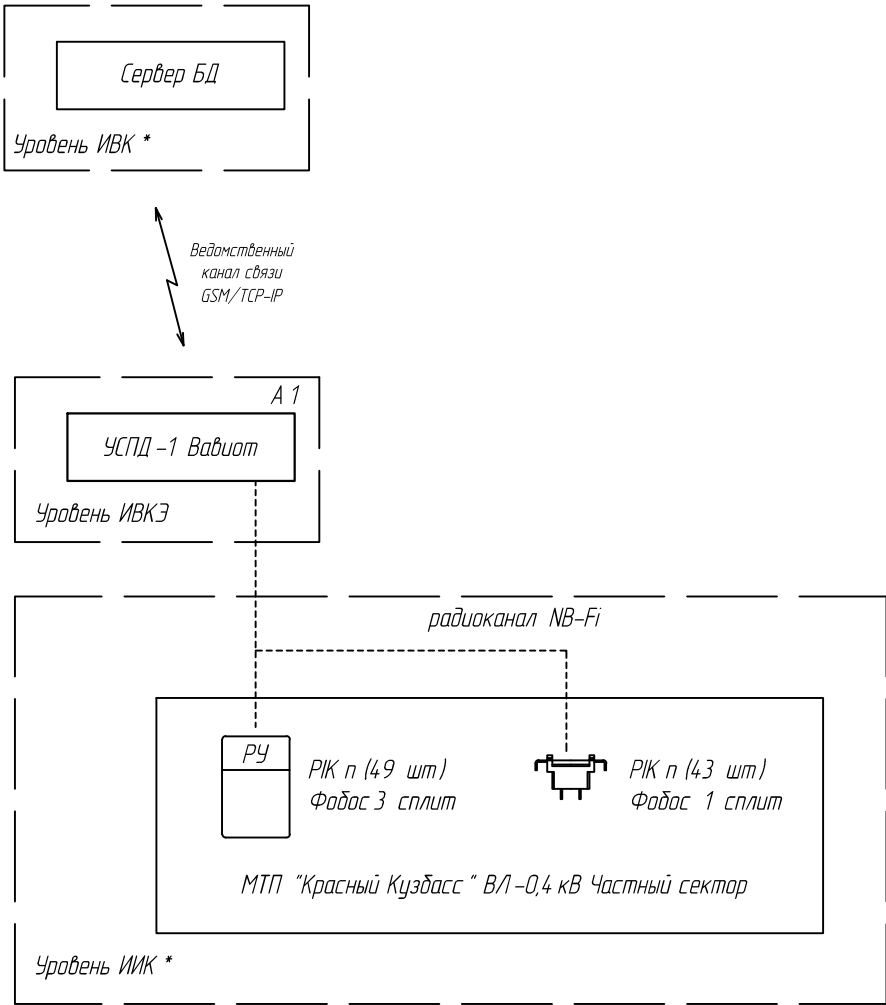 Сервер БД
Уровень ИВК *
Ведомственный
канал связи
GSM/TCP-IP
А 1
УСПД-1 Вавиот
Уровень ИВКЭ
радиоканал NB-Fi
РУ
PIK n (49 шт)
Фобос 3 сплит
PIK n (43 шт)
Фобос 1 сплит
МТП "Красный Кузбасс" ВЛ-0,4 кВ Частный сектор
Уровень ИИК *